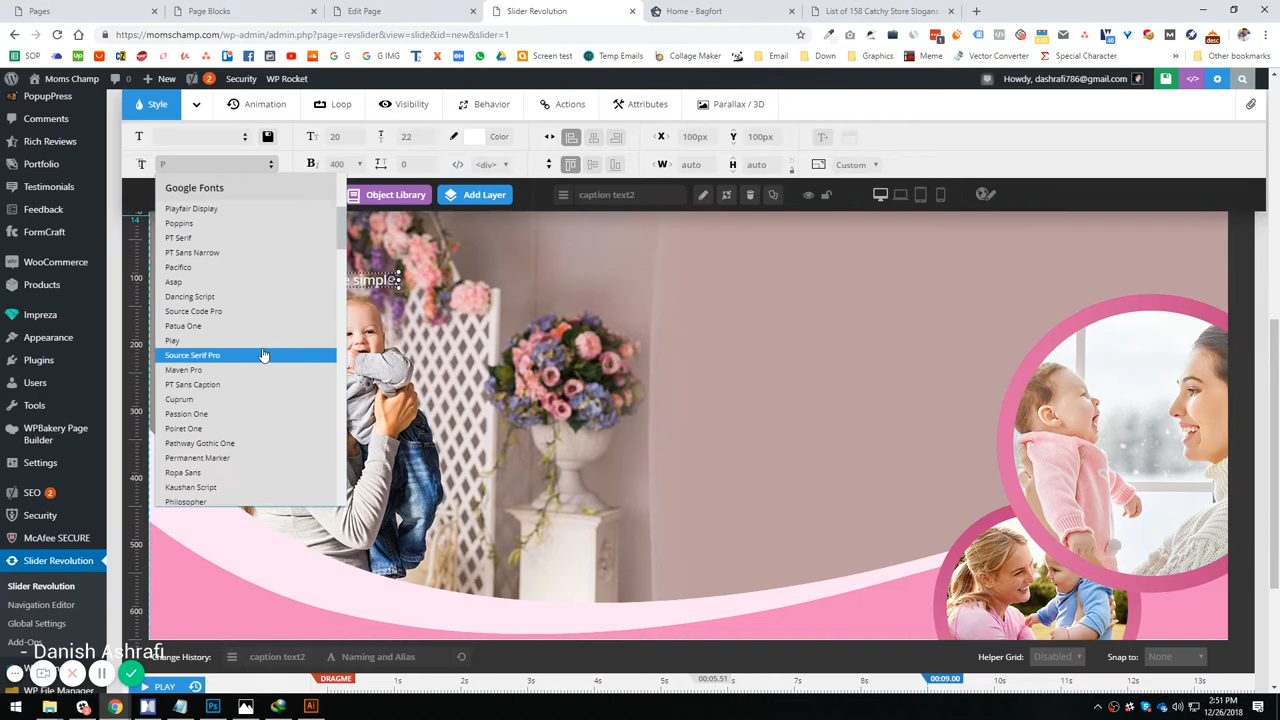 Pages
Page Blocks
Edit Page
Slider Revolution
Home - Bagfort
List of 158 Catchy Store Slogans
https://momschamp.com/wp-admin/admin.php?page=revslider&view=slide&id=new&slider=1
SOP
G
G IMG
Trans
Screen test
Temp Emails
Collage Maker
Email
Down
Graphics
Meme
Vector Converter
Special Character
Other bookmarks
Moms Champ
0
New
2
Security
WP Rocket
Howdy, dashrafi786@gmail.com
PopupPress
Comments
Rich Reviews
Portfolio
Testimonials
Feedback
FormCraft
WooCommerce
Products
Impreza
Appearance
Plugins
Users
Tools
WPBakery Page
Builder
Settings
SEO 2
Security
McAfee SECURE
Slider Revolution
Slider Revolution
Navigation Editor
Global Settings
Add-Ons
WP File Manager
Style
Animation
Loop
Visibility
Behavior
Actions
Attributes
Parallax / 3D
20
22
Color
X
100px
Y
100px
P
400
0
<div>
W
auto
H
auto
Custom
Google Fonts
Playfair Display
Poppins
PT Serif
PT Sans Narrow
Pacifico
Asap
Dancing Script
Source Code Pro
Patua One
Play
Source Serif Pro
Maven Pro
PT Sans Caption
Cuprum
Passion One
Poiret One
Pathway Gothic One
Permanent Marker
Ropa Sans
Kaushan Script
Philosopher
Object Library
Add Layer
caption text2
simple
14
100
200
300
400
500
600
- Danish Ashrafi
Change History:
caption text2
Naming and Alias
Helper Grid:
Disabled
Snap to:
None
PLAY
DRAGME
1s
2s
3s
4s
5s
00:05.51
6s
7s
8s
00:09.00
10s
11s
12s
13s
2:51 PM
12/26/2018